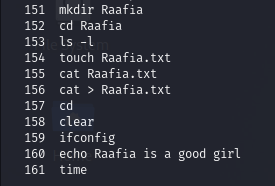 151 mkdir Raafia
152 cd Raafia
153 ls -l
154 touch Raafia.txt
155 cat Raafia.txt
156 cat > Raafia.txt
157 cd
158 clear
159 ifconfig
160 echo Raafia is a good girl
161 time